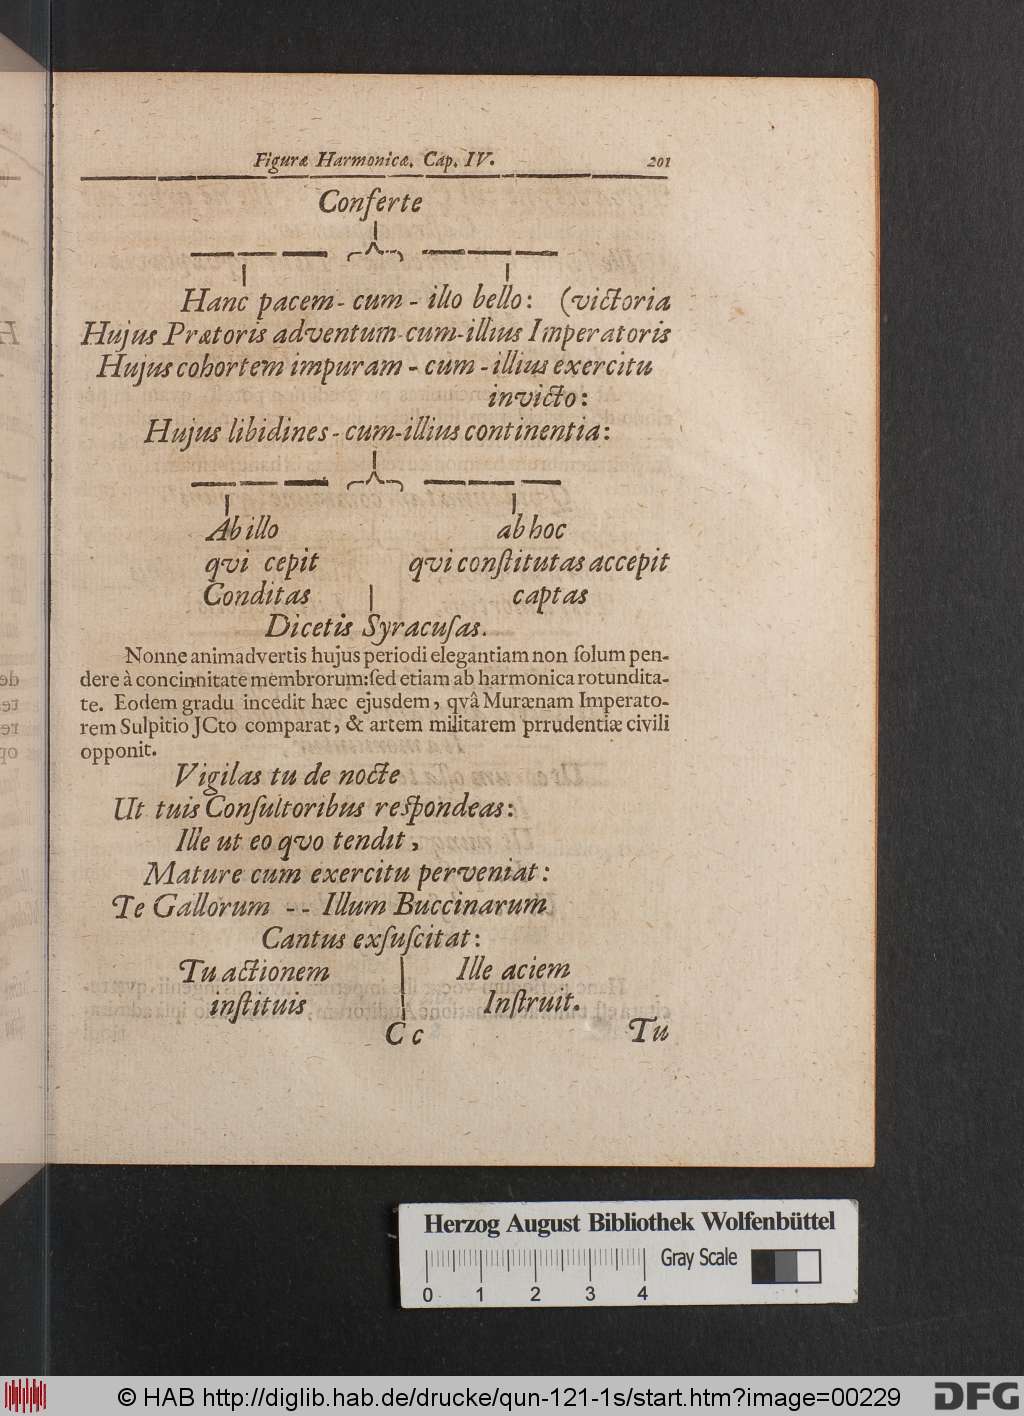 Figuræ Harmonicæ. Cap. IV. 201
Conferte
Hanc pacem - cum - illo bello: (victoria
Hujus Prætoris adventum-cum-illius Imperatoris
Hujus cohortem impuram - cum - illius exercitu
invicto:
Hujus libidines - cum-illius continentia:
Ab illo ab hoc
qvi cepit qvi conſtitutas accepit
Conditas captas
Dicetis Syracuſas.
Nonne animadvertis hujus periodi elegantiam non ſolum pen-
dere à concinnitate membrorum: ſed etiam ab harmonica rotundita-
te. Eodem gradu incedit hæc ejusdem, qvâ Murænam Imperato-
rem Sulpitio JCto comparat, & artem militarem prrudentiæ civili
opponit.
Vigilas tu de nocte
Ut tuis Conſultoribus reſpondeas:
Ille ut eo qvo tendit,
Mature cum exercitu perveniat:
Te Gallorum -- Illum Buccinarum
Cantus exſuſcitat:
Tu actionem Ille aciem
inſtituis Inſtruit.
C c Tu
Herzog August Bibliothek Wolfenbüttel
Gray Scale
0 1 2 3 4
© HAB http://diglib.hab.de/drucke/qun-121-1s/start.htm?image=00229 DFG